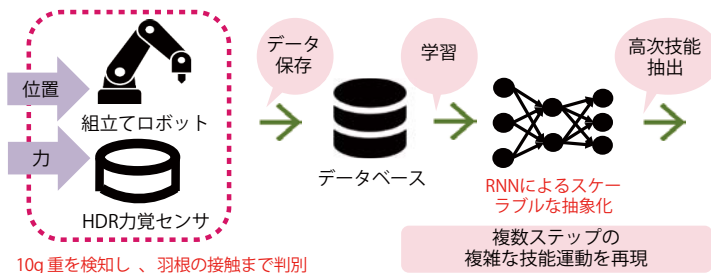 位置
力
組立てロボット
HDR力覚センサ
10g重を検知し 、羽根の接触まで判別
データ
保存
データベース
学習
RNNによるスケー
ラブルな抽象化
高次技能
抽出
複数ステップの
複雑な技能運動を再現